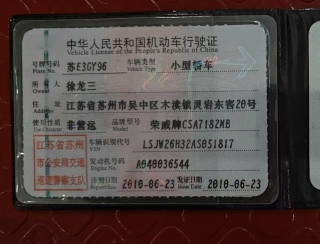 中华人民共和国机动车行驶证
Vehicle License of the People's Republic of China
号牌号码 苏E3GY96 车辆类型 小型轿车
Plate No. Vehicle Type
所有人 徐龙三
Owner
住址 江苏省苏州市吴中区木渎镇灵岩东客20号
Address
使用性质 非营运 品牌型号 荣威牌CSA7182MB
Use Character Model
江苏省苏州市公安局交通巡逻警察支队
车辆识别代号 LSJW26H32AS051817
VIN
发动机号码 A040036544
Engine No.
注册日期 2010-06-23 发证日期 2010-06-23
Register Date Issue Date